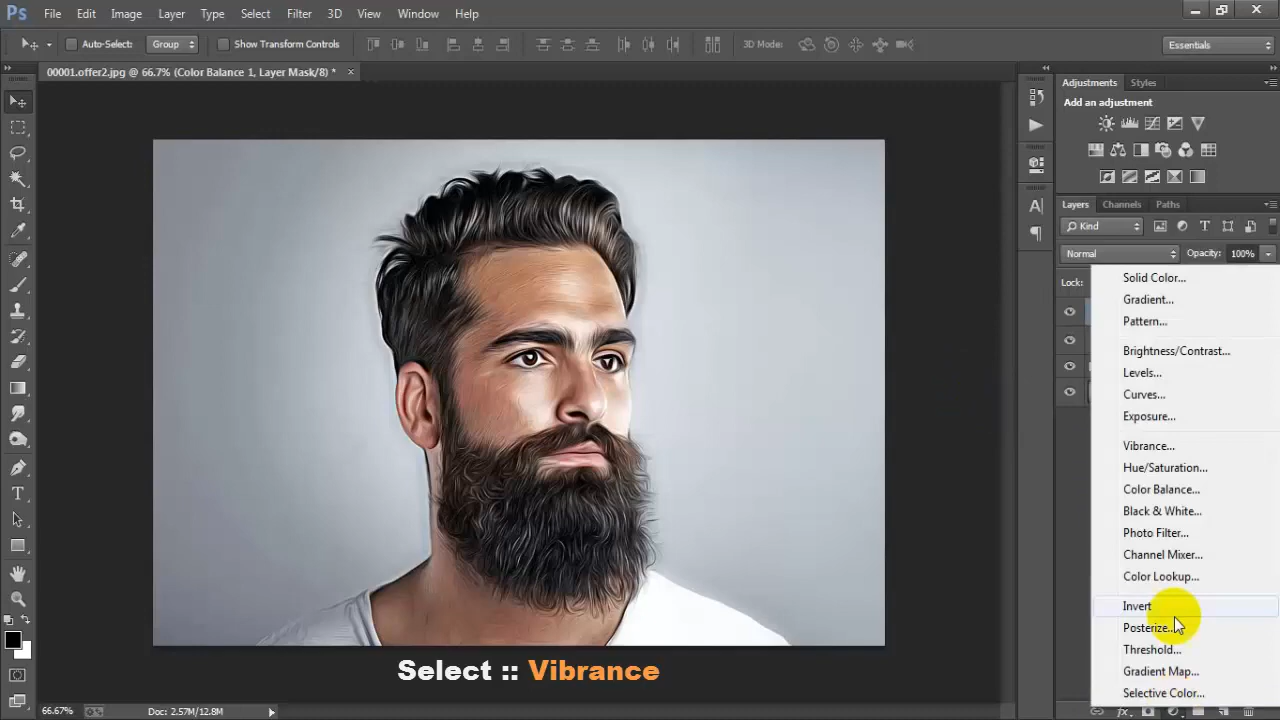 Ps File Edit Image Layer Type Select Filter 3D View Window Help
Auto-Select: Group Show Transform Controls 3D Mode: Essentials
00001.offer2.jpg @ 66.7% (Color Balance 1, Layer Mask/8) * ×
Adjustments Styles
Add an adjustment
Layers Channels Paths
Kind
Normal Opacity: 100%
Lock:
Solid Color...
Gradient...
Pattern...
Brightness/Contrast...
Levels...
Curves...
Exposure...
Vibrance...
Hue/Saturation...
Color Balance...
Black & White...
Photo Filter...
Channel Mixer...
Color Lookup...
Invert
Posterize...
Threshold...
Gradient Map...
Selective Color...
Select :: Vibrance
66.67% Doc: 2.57M/12.8M